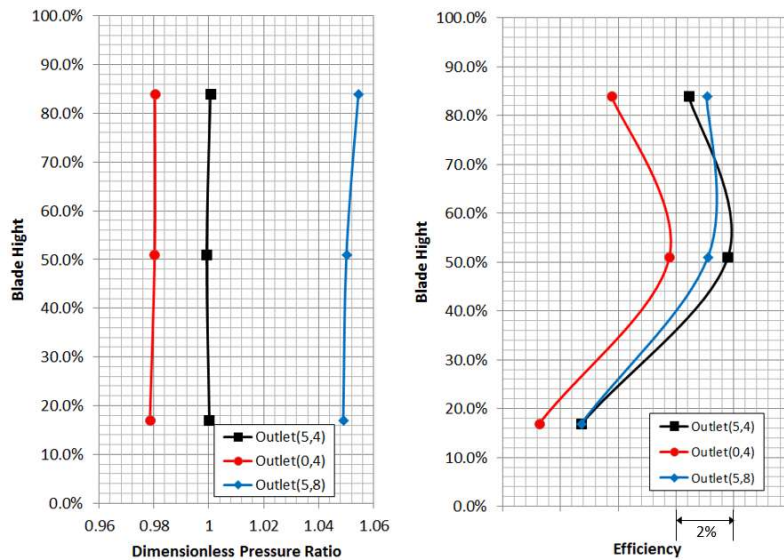 100.0%
90.0%
80.0%
70.0%
60.0%
50.0%
40.0%
30.0%
20.0%
10.0%
0.0%
Blade Hight
Outlet(5,4)
Outlet(0,4)
Outlet(5,8)
0.96
0.98
1
1.02
1.04
1.06
Dimensionless Pressure Ratio
100.0%
90.0%
80.0%
70.0%
60.0%
50.0%
40.0%
30.0%
20.0%
10.0%
0.0%
Blade Hight
Outlet(5,4)
Outlet(0,4)
Outlet(5,8)
2%
Efficiency